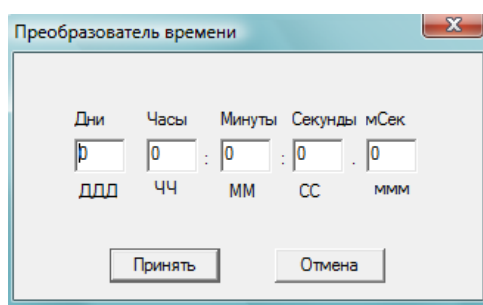 Преобразователь времени
Дни Часы Минуты Секунды мСек
0 0 : 0 : 0 . 0
ДДД ЧЧ ММ СС ммм
Принять Отмена